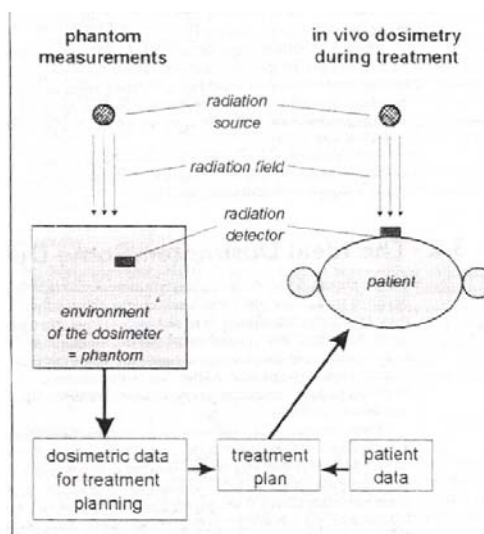 phantom
measurements
in vivo dosimetry
during treatment
radiation
source
radiation field
radiation
detector
environment
of the dosimeter
= phantom
patient
dosimetric data
for treatment
planning
treatment
plan
patient
data